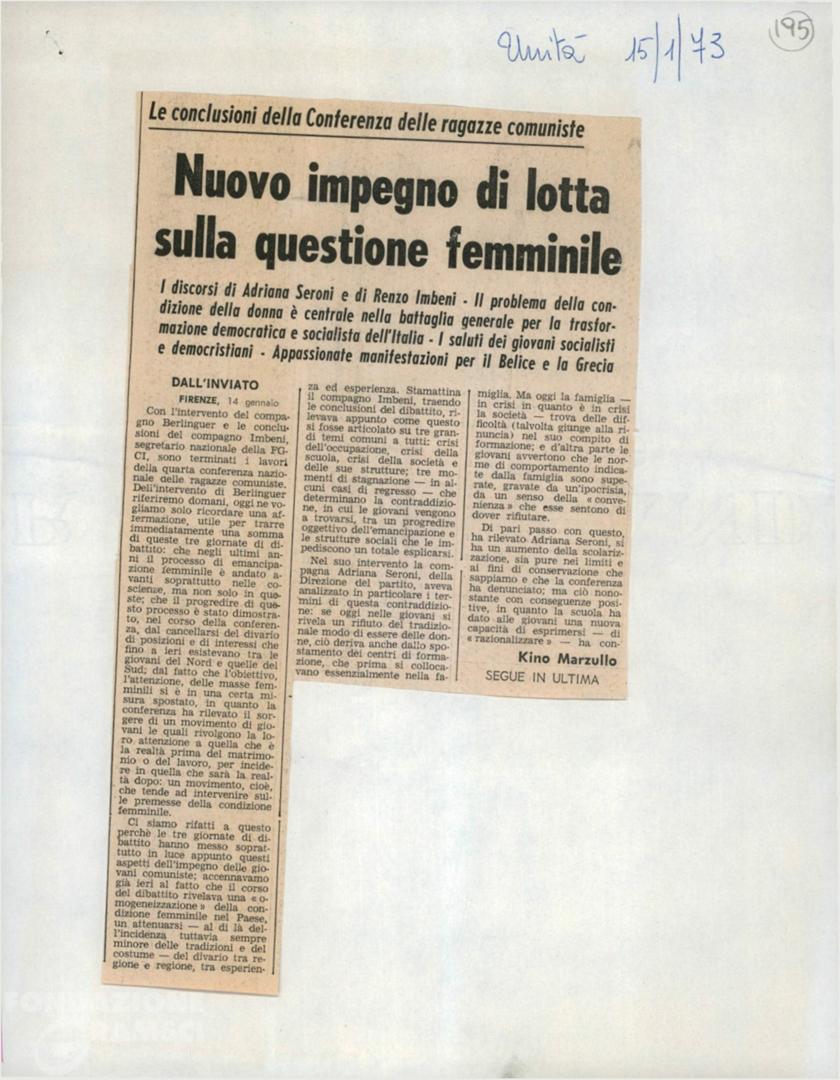 Unità 15/1/73
195
Le conclusioni della Conferenza delle ragazze comuniste
Nuovo impegno di lotta
sulla questione femminile
I discorsi di Adriana Seroni e di Renzo Imbeni - Il problema della con-
dizione della donna è centrale nella battaglia generale per la trasfor-
mazione democratica e socialista dell'Italia - I saluti dei giovani socialisti
e democristiani - Appassionate manifestazioni per il Belice e la Grecia
DALL'INVIATO
FIRENZE, 14 gennaio
Con l'intervento del compa-
gno Berlinguer e le conclu-
sioni del compagno Imbeni,
segretario nazionale della FG-
CI, sono terminati i lavori
della quarta conferenza nazio-
nale delle ragazze comuniste.
Dell'intervento di Berlinguer
riferiremo domani, oggi ne vo-
gliamo solo ricordare una af-
fermazione, utile per trarre
immediatamente una somma
di queste tre giornate di di-
battito: che negli ultimi an-
ni il processo di emancipa-
zione femminile è andato a-
vanti soprattutto nelle co-
scienze, ma non solo in que-
ste; che il progredire di que-
sto processo è stato dimostra-
to, nel corso della conferen-
za, dal cancellarsi del divario
di posizioni e di interessi che
fino a ieri esistevano tra le
giovani del Nord e quelle del
Sud; dal fatto che l'obiettivo,
l'attenzione, delle masse fem-
minili si è in una certa mi-
sura spostato, in quanto la
conferenza ha rilevato il sor-
gere di un movimento di gio-
vani le quali rivolgono la lo-
ro attenzione a quella che è
la realtà prima del matrimo-
nio o del lavoro, per incide-
re in quella che sarà la real-
tà dopo: un movimento, cioè,
che tende ad intervenire sul-
le premesse della condizione
femminile.
Ci siamo rifatti a questo
perchè le tre giornate di di-
battito hanno messo soprat-
tutto in luce appunto questi
aspetti dell'impegno delle gio-
vani comuniste; accennavamo
già ieri al fatto che il corso
del dibattito rivelava una «o-
mogeneizzazione» della con-
dizione femminile nel Paese,
un attenuarsi — al di là del-
l'incidenza tuttavia sempre
minore delle tradizioni e del
costume — del divario tra re-
gione e regione, tra esperien-
za ed esperienza. Stamattina
il compagno Imbeni, traendo
le conclusioni del dibattito, ri-
levava appunto come questo
si fosse articolato su tre gran-
di temi comuni a tutti: crisi
dell'occupazione, crisi della
scuola, crisi della società e
delle sue strutture; tre mo-
menti di stagnazione — in al-
cuni casi di regresso — che
determinano la contraddizio-
ne, in cui le giovani vengono
a trovarsi, tra un progredire
oggettivo dell'emancipazione e
le strutture sociali che le im-
pediscono un totale esplicarsi.
Nel suo intervento la com-
pagna Adriana Seroni, della
Direzione del partito, aveva
analizzato in particolare i ter-
mini di questa contraddizio-
ne: se oggi nelle giovani si
rivela un rifiuto del tradizio-
nale modo di essere delle don-
ne, ciò deriva anche dallo spo-
stamento dei centri di forma-
zione, che prima si colloca-
vano essenzialmente nella fa-
miglia. Ma oggi la famiglia —
in crisi in quanto è in crisi
la società — trova delle dif-
ficoltà (talvolta giunge alla ri-
nuncia) nel suo compito di
formazione; e d'altra parte le
giovani avvertono che le nor-
me di comportamento indica-
te dalla famiglia sono supe-
rate, gravate da un'ipocrisia,
da un senso della «conve-
nienza» che esse sentono di
dover rifiutare.
Di pari passo con questo,
ha rilevato Adriana Seroni, si
ha un aumento della scolariz-
zazione, sia pure nei limiti e
ai fini di conservazione che
sappiamo e che la conferenza
ha denunciato; ma ciò nono-
stante con conseguenze posi-
tive, in quanto la scuola ha
dato alle giovani una nuova
capacità di esprimersi — di
«razionalizzare» — ha con-
Kino Marzullo
SEGUE IN ULTIMA
FONDAZIONE
GRAMSCI